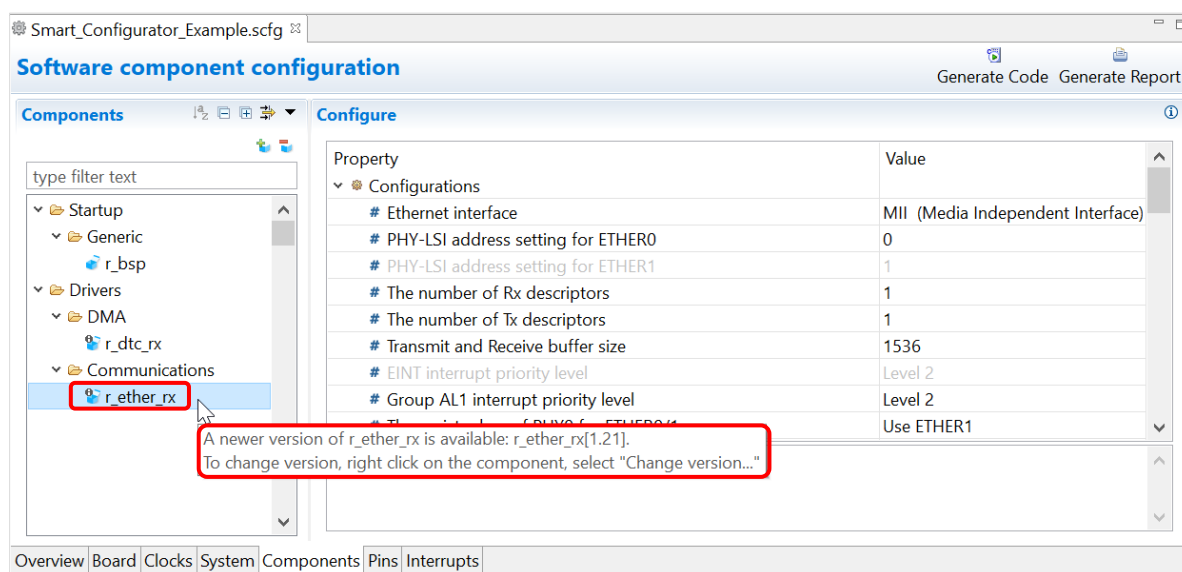 Smart_Configurator_Example.scfg
Software component configuration
Generate Code Generate Report
Components
Configure
type filter text
Startup
Generic
r_bsp
Drivers
DMA
r_dtc_rx
Communications
r_ether_rx
Property Value
Configurations
# Ethernet interface MII (Media Independent Interface)
# PHY-LSI address setting for ETHER0 0
# PHY-LSI address setting for ETHER1 1
# The number of Rx descriptors 1
# The number of Tx descriptors 1
# Transmit and Receive buffer size 1536
# EINT interrupt priority level Level 2
# Group AL1 interrupt priority level Level 2
Use ETHER1
A newer version of r_ether_rx is available: r_ether_rx[1.21].
To change version, right click on the component, select "Change version..."
Overview Board Clocks System Components Pins Interrupts